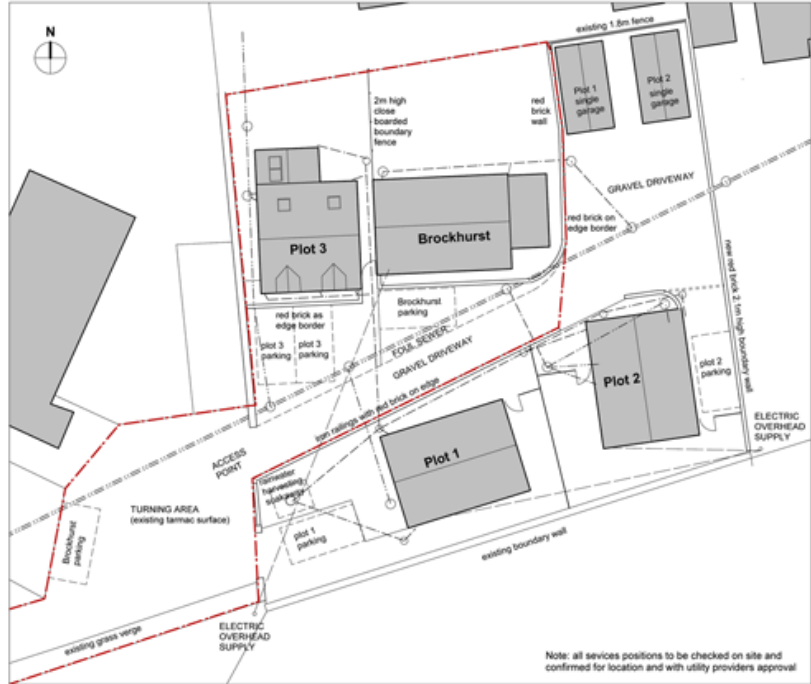 N
existing 1.8m fence
Plot 1
single
garage
Plot 2
single
garage
2m high
close
boarded
boundary
fence
red
brick
wall
GRAVEL DRIVEWAY
red brick on
edge border
Plot 3
Brockhurst
new red brick 2.1m high boundary wall
red brick as
edge border
Brockhurst
parking
plot 3
parking
plot 3
parking
FOUL SEWER
GRAVEL DRIVEWAY
iron railings with red brick on edge
Plot 2
plot 2
parking
ELECTRIC
OVERHEAD
SUPPLY
ACCESS
POINT
Plot 1
rainwater
harvesting
soakaway
TURNING AREA
(existing tarmac surface)
Brockhurst
parking
plot 1
parking
existing boundary wall
existing grass verge
ELECTRIC
OVERHEAD
SUPPLY
Note: all sevices positions to be checked on site and
confirmed for location and with utility providers approval